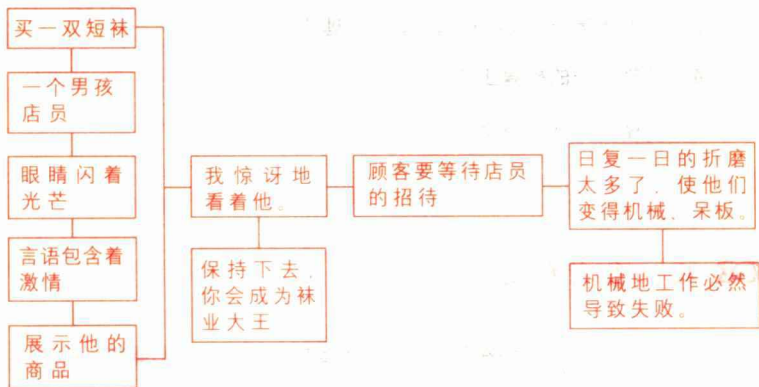 买一双短袜
一个男孩
店员
眼睛闪着
光芒
言语包含着
激情
展示他的
商品
我惊讶地
看着他。
保持下去，
你会成为袜
业大王
顾客要等待店员
的招待
日复一日的折磨
太多了，使他们
变得机械、呆板。
机械地工作必然
导致失败。